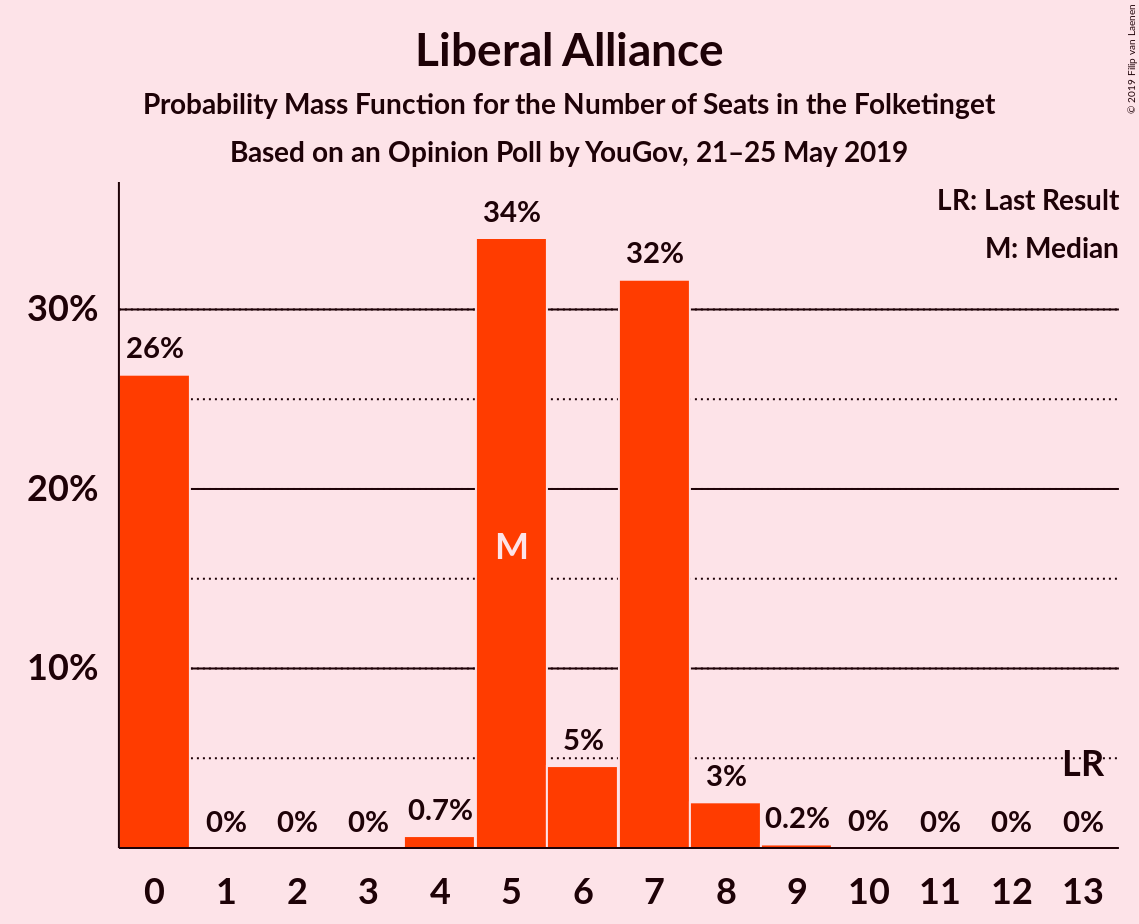 Liberal Alliance
Probability Mass Function for the Number of Seats in the Folketinget
Based on an Opinion Poll by YouGov, 21–25 May 2019
© 2019 Filip van Laenen
LR: Last Result
M: Median
30%
20%
10%
26%
0%
0%
0%
0.7%
34%
5%
32%
3%
0.2%
0%
0%
0%
0%
M
LR
0 1 2 3 4 5 6 7 8 9 10 11 12 13